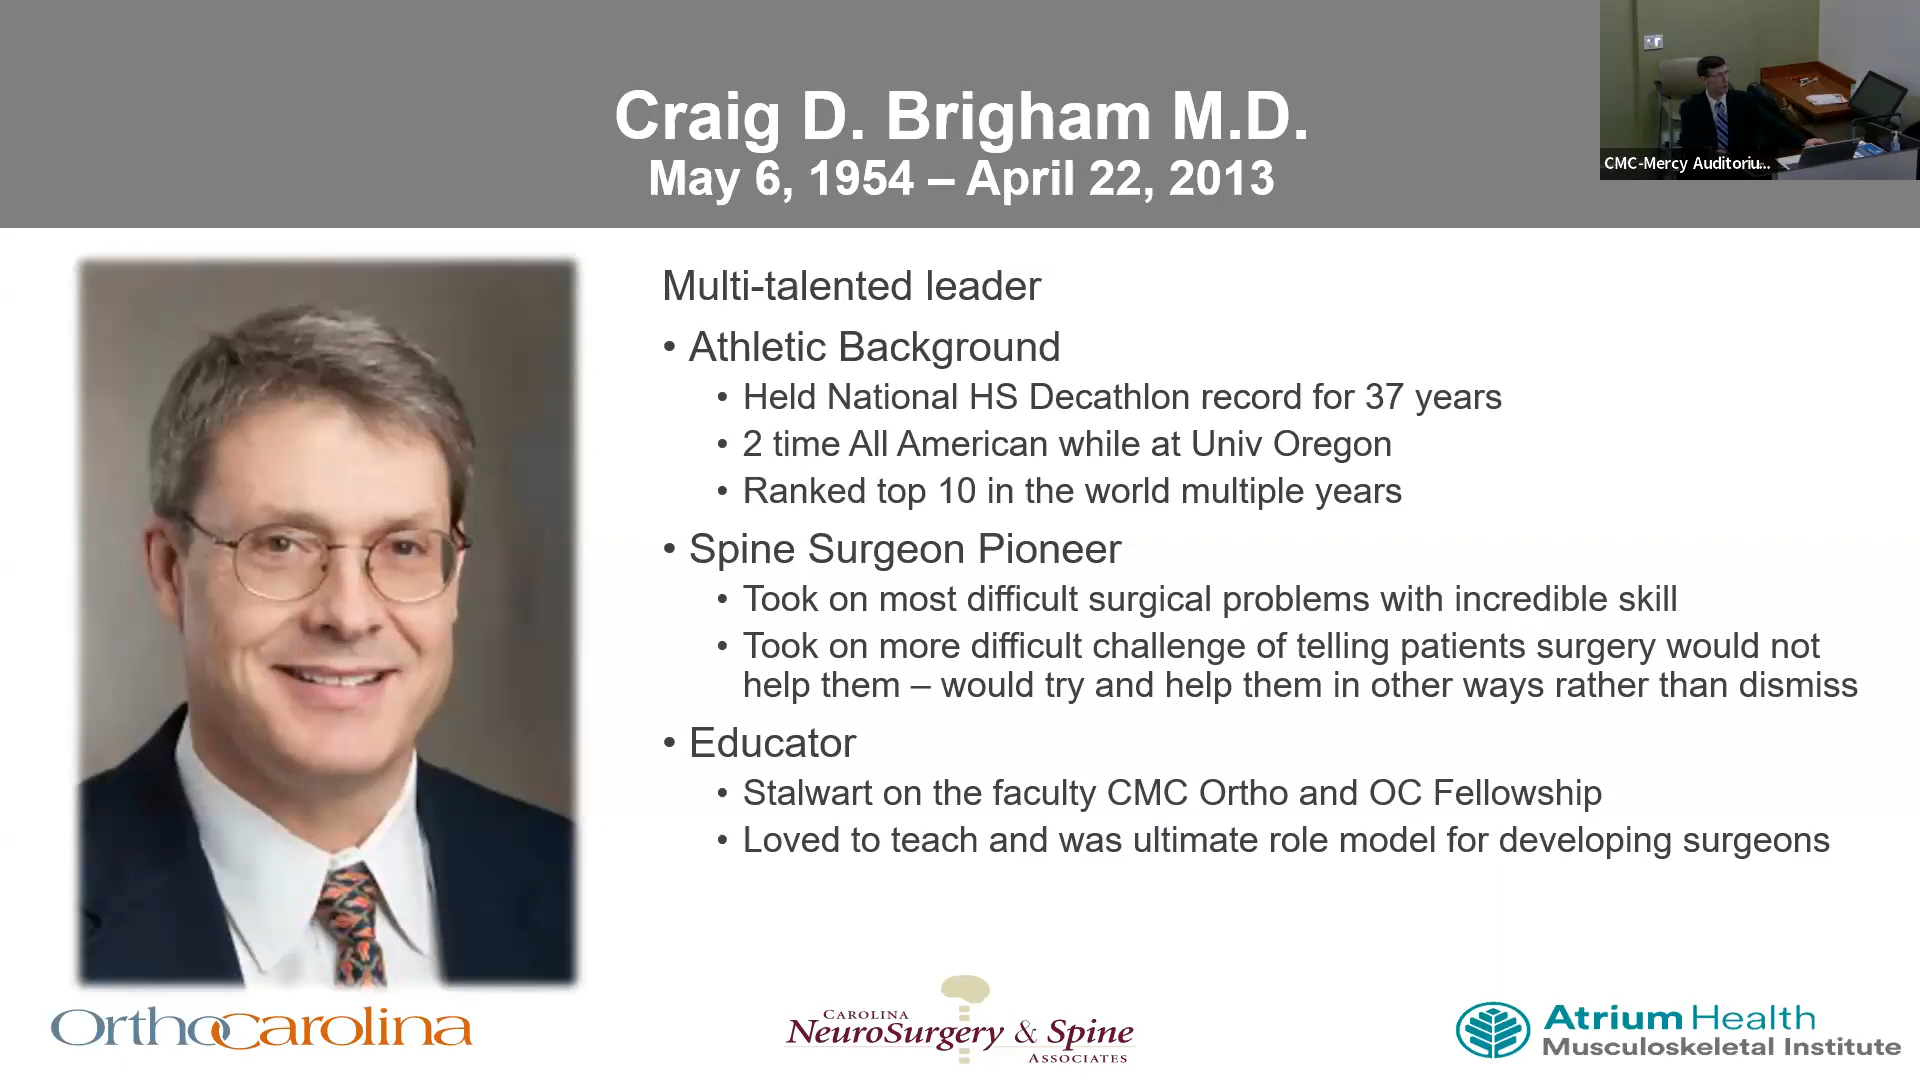 Craig D. Brigham M.D.
May 6, 1954 – April 22, 2013
CMC-Mercy Auditoriu...
Multi-talented leader
• Athletic Background
• Held National HS Decathlon record for 37 years
• 2 time All American while at Univ Oregon
• Ranked top 10 in the world multiple years
• Spine Surgeon Pioneer
• Took on most difficult surgical problems with incredible skill
• Took on more difficult challenge of telling patients surgery would not
help them – would try and help them in other ways rather than dismiss
• Educator
• Stalwart on the faculty CMC Ortho and OC Fellowship
• Loved to teach and was ultimate role model for developing surgeons
OrthoCarolina
CAROLINA
NEUROSURGERY & SPINE
ASSOCIATES
Atrium Health
Musculoskeletal Institute